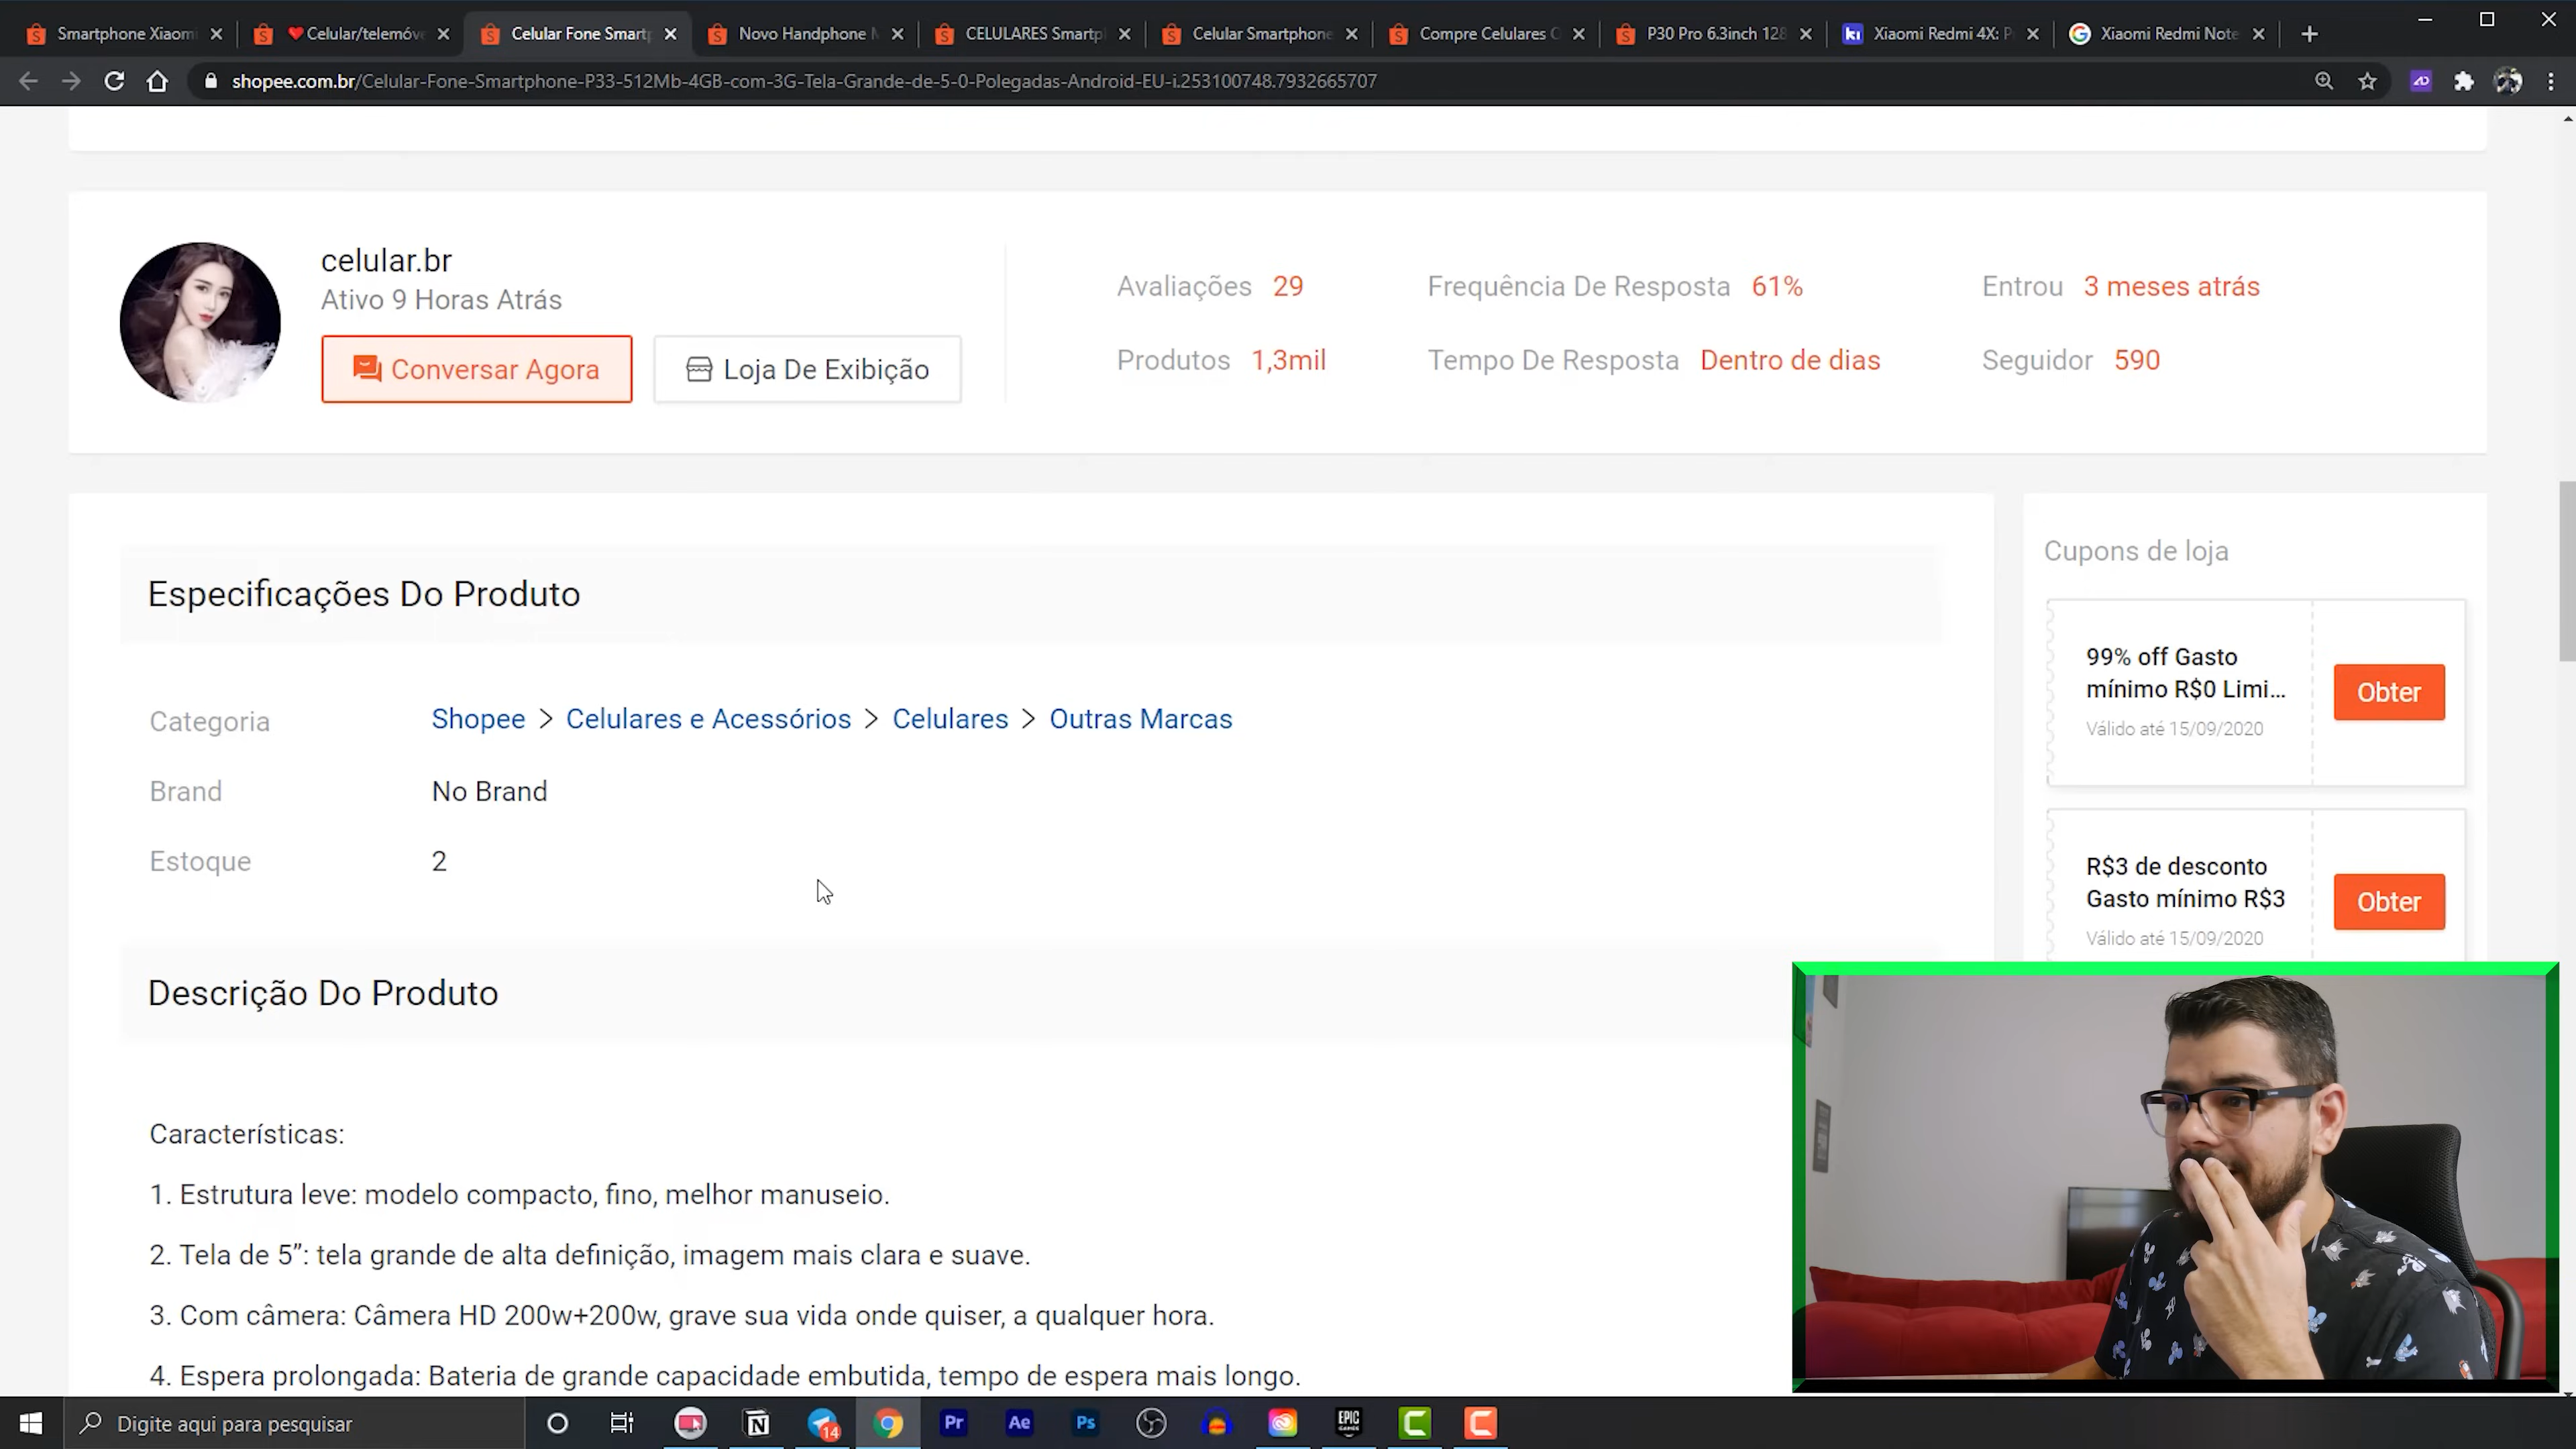 Smartphone Xiaom
❤Celular/telemóve
Celular Fone Smart
Novo Handphone
CELULARES Smartp
Celular Smartphone
Compre Celulares
P30 Pro 6.3inch 128
Xiaomi Redmi 4X: P
Xiaomi Redmi Note
shopee.com.br/Celular-Fone-Smartphone-P33-512Mb-4GB-com-3G-Tela-Grande-de-5-0-Polegadas-Android-EU-i.253100748.7932665707
celular.br
Ativo 9 Horas Atrás
Conversar Agora
Loja De Exibição
Avaliações 29
Frequência De Resposta 61%
Entrou 3 meses atrás
Produtos 1,3mil
Tempo De Resposta Dentro de dias
Seguidor 590
Especificações Do Produto
Categoria Shopee > Celulares e Acessórios > Celulares > Outras Marcas
Brand No Brand
Estoque 2
Cupons de loja
99% off Gasto
mínimo R$0 Limi...
Válido até 15/09/2020
Obter
R$3 de desconto
Gasto mínimo R$3
Válido até 15/09/2020
Obter
Descrição Do Produto
Características:
1. Estrutura leve: modelo compacto, fino, melhor manuseio.
2. Tela de 5”: tela grande de alta definição, imagem mais clara e suave.
3. Com câmera: Câmera HD 200w+200w, grave sua vida onde quiser, a qualquer hora.
4. Espera prolongada: Bateria de grande capacidade embutida, tempo de espera mais longo.
Digite aqui para pesquisar
14
Pr
Ae
Ps
EPIC
GAMES